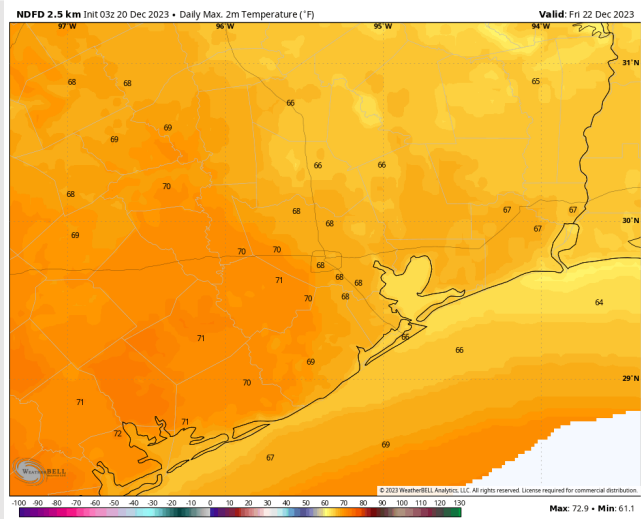 NDFD 2.5 km Init 03z 20 Dec 2023 • Daily Max. 2m Temperature (°F)
Valid: Fri 22 Dec 2023
97°W 96°W 95°W 94°W
31°N
68 68 65
66
69 69
66 66
70
68
68 67 67
30°N
68 67
69
70 70
68
71 68 68
70 68
64
71 66 66
69
29°N
70
71
71
72
69
67
WEATHERBELL
© 2023 WeatherBELL Analytics, LLC. All rights reserved. License required for commercial distribution.
-100 -90 -80 -70 -60 -50 -40 -30 -20 -10 0 10 20 30 40 50 60 70 80 90 100 110 120 130
Max: 72.9 • Min: 61.1